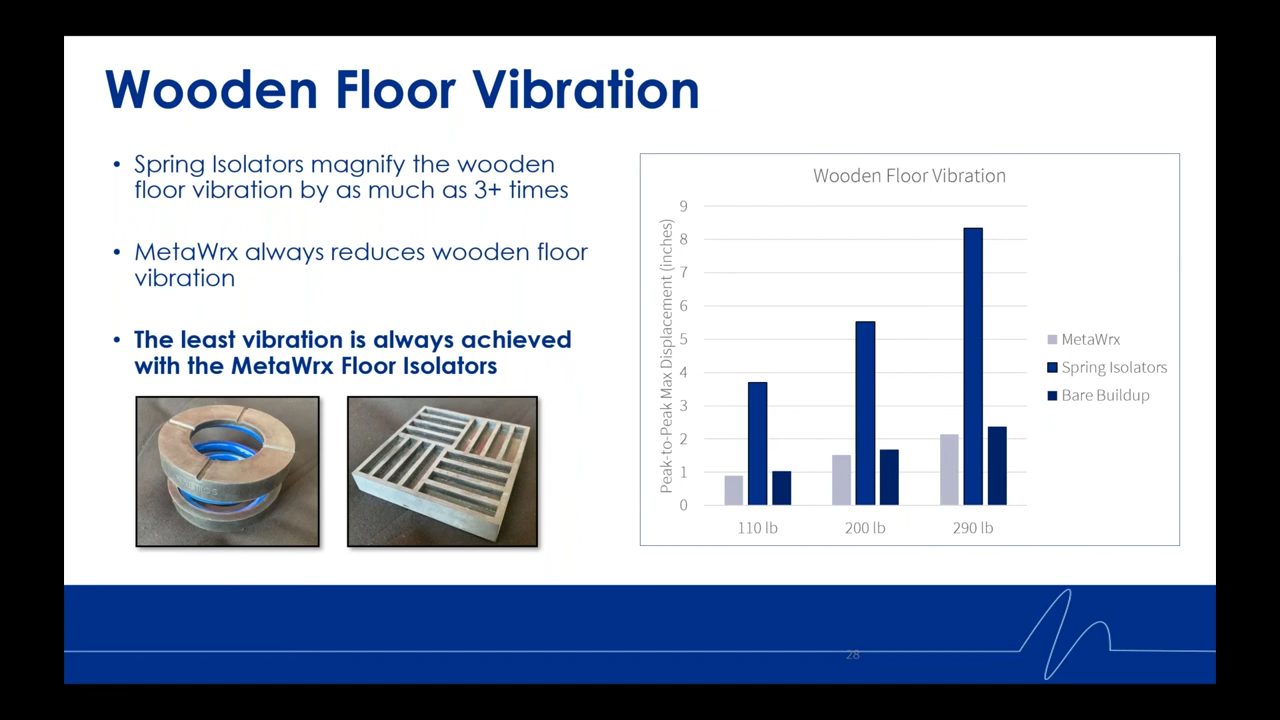 Wooden Floor Vibration
• Spring Isolators magnify the wooden
floor vibration by as much as 3+ times
• MetaWrx always reduces wooden floor
vibration
• The least vibration is always achieved
with the MetaWrx Floor Isolators
Wooden Floor Vibration
Peak-to-Peak Max Displacement (inches)
9
8
7
6
5
4
3
2
1
0
110 lb
200 lb
290 lb
MetaWrx
Spring Isolators
Bare Buildup
28